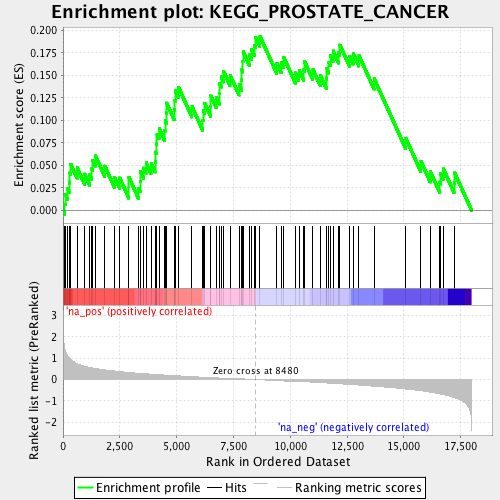 Enrichment plot: KEGG_PROSTATE_CANCER
Enrichment score (ES)
0.200
0.175
0.150
0.125
0.100
0.075
0.050
0.025
0.000
Ranked list metric (PreRanked)
'na_pos' (positively correlated)
3
2
1
0
-1
-2
Zero cross at 8480
'na_neg' (negatively correlated)
0
2,500
5,000
7,500
10,000
12,500
15,000
17,500
Rank in Ordered Dataset
Enrichment profile
Hits
Ranking metric scores